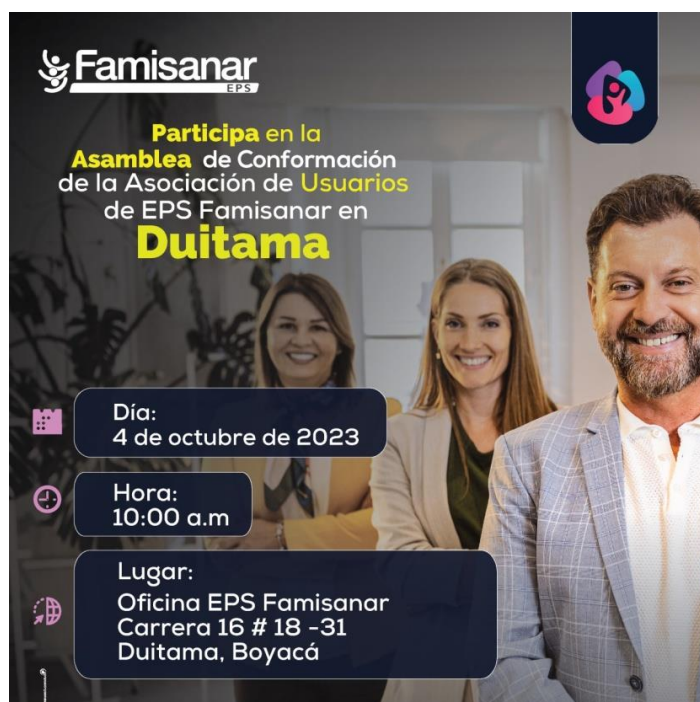 Famisanar
EPS
Participa en la
Asamblea de Conformación
de la Asociación de Usuarios
de EPS Famisanar en
Duitama
Día:
4 de octubre de 2023
Hora:
10:00 a.m
Lugar:
Oficina EPS Famisanar
Carrera 16 # 18 -31
Duitama, Boyacá